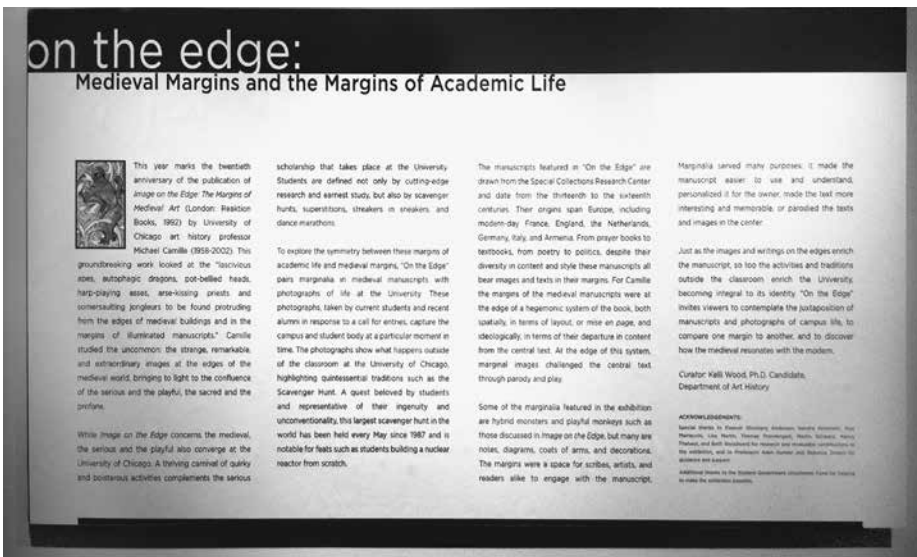 on the edge:
Medieval Margins and the Margins of Academic Life
This year marks the twentieth
anniversary of the publication of
Image on the Edge: The Margins of
Medieval Art (London: Reaktion
Books, 1992) by University of
Chicago art history professor
Michael Camille (1958-2002). This
groundbreaking work looked at the "lascivious
apes, autophagic dragons, pot-bellied heads,
harp-playing asses, arse-kissing priests and
somersaulting jongleurs to be found protruding
from the edges of medieval buildings and in the
margins of illuminated manuscripts." Camille
studied the uncommon: the strange, remarkable,
and extraordinary images at the edges of the
medieval world, bringing to light to the confluence
of the serious and the playful, the sacred and the
profane.
While Image on the Edge concerns the medieval,
the serious and the playful also converge at the
University of Chicago. A thriving carnival of quirky
and boisterous activities complements the serious
scholarship that takes place at the University.
Students are defined not only by cutting-edge
research and earnest study, but also by scavenger
hunts, superstitions, streakers in sneakers, and
dance marathons.
To explore the symmetry between these margins of
academic life and medieval margins, "On the Edge"
pairs marginalia in medieval manuscripts with
photographs of life at the University. These
photographs, taken by current students and recent
alumni in response to a call for entries, capture the
campus and student body at a particular moment in
time. The photographs show what happens outside
of the classroom at the University of Chicago,
highlighting quintessential traditions such as the
Scavenger Hunt. A quest beloved by students
and representative of their ingenuity and
unconventionality, this largest scavenger hunt in the
world has been held every May since 1987 and is
notable for feats such as students building a nuclear
reactor from scratch.
The manuscripts featured in "On the Edge" are
drawn from the Special Collections Research Center
and date from the thirteenth to the sixteenth
centuries. Their origins span Europe, including
modern-day France, England, the Netherlands,
Germany, Italy, and Armenia. From prayer books to
textbooks, from poetry to politics, despite their
diversity in content and style these manuscripts all
bear images and texts in their margins. For Camille
the margins of the medieval manuscripts were at
the edge of a hegemonic system of the book, both
spatially, in terms of layout, or mise en page, and
ideologically, in terms of their departure in content
from the central text. At the edge of this system,
marginal images challenged the central text
through parody and play.
Some of the marginalia featured in the exhibition
are hybrid monsters and playful monkeys such as
those discussed in Image on the Edge, but many are
notes, diagrams, coats of arms, and decorations.
The margins were a space for scribes, artists, and
readers alike to engage with the manuscript.
Marginalia served many purposes: it made the
manuscript easier to use and understand,
personalized it for the owner, made the text more
interesting and memorable, or parodied the texts
and images in the center.
Just as the images and writings on the edges enrich
the manuscript, so too the activities and traditions
outside the classroom enrich the University,
becoming integral to its identity. "On the Edge"
invites viewers to contemplate the juxtaposition of
manuscripts and photographs of campus life, to
compare one margin to another, and to discover
how the medieval resonates with the modern.
Curator: Kelli Wood, Ph.D. Candidate,
Department of Art History
ACKNOWLEDGEMENTS:
Special thanks to
Additional thanks to the Student Government
to make the exhibition possible.